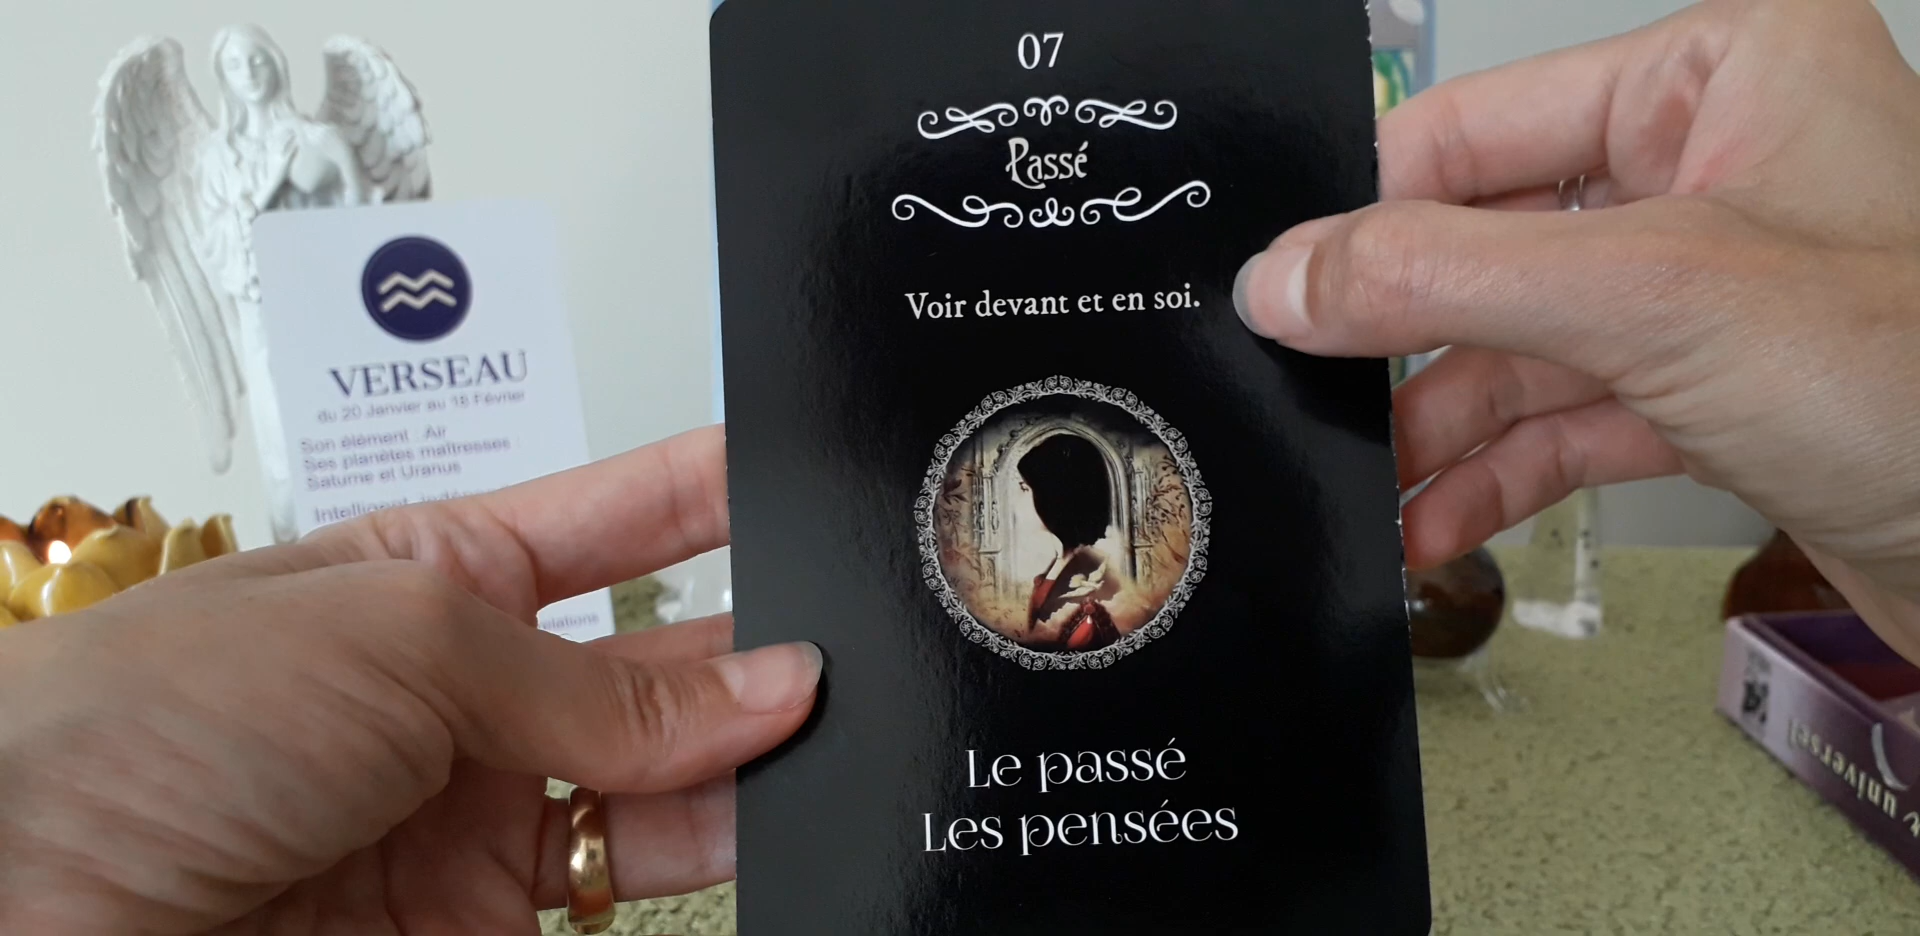 07
Passé
Voir devant et en soi.
Le passé
Les pensées
VERSEAU
du 20 Janvier au 18 Février
Son élément : Air
Ses planètes maîtresses :
Saturne et Uranus
Intelligent
universel